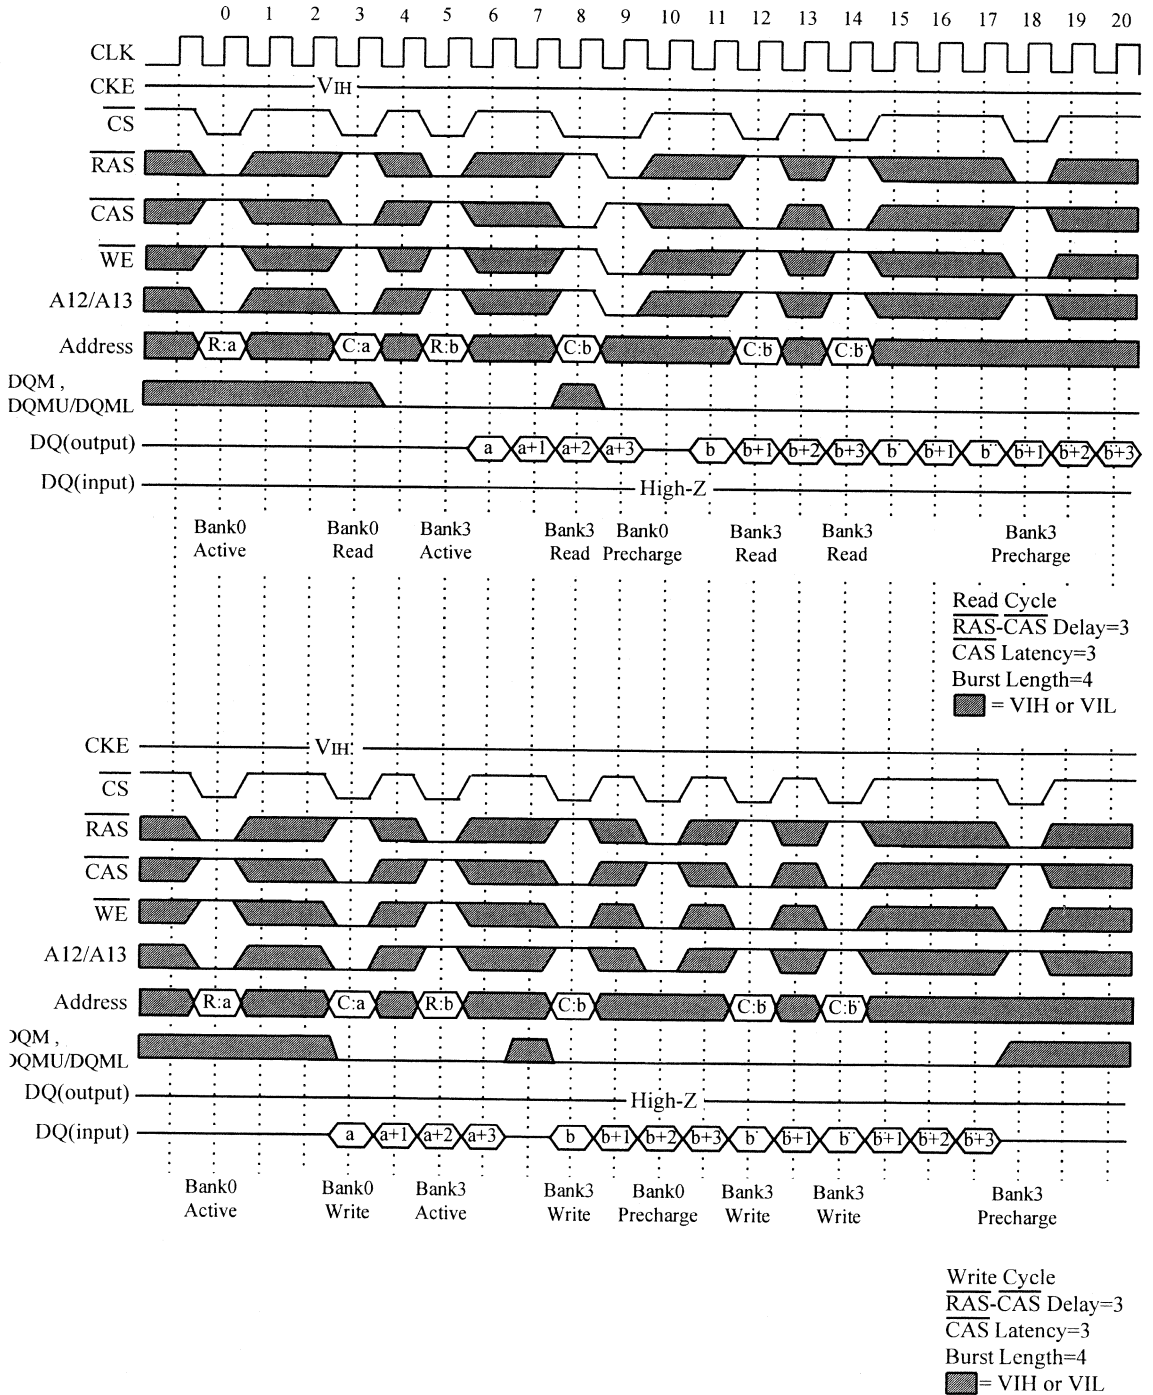 0 1 2 3 4 5 6 7 8 9 10 11 12 13 14 15 16 17 18 19 20
CLK
CKE VIH
CS
RAS
CAS
WE
A12/A13
Address R:a C:a R:b C:b C:b' C:b''
DQM ,
DQMU/DQML
DQ(output) a a+1 a+2 a+3 b b+1 b+2 b+3 b' b'+1 b'' b''+1 b''+2 b''+3
DQ(input) High-Z
Bank0 Bank0 Bank3 Bank3 Bank0 Bank3 Bank3 Bank3
Active Read Active Read Precharge Read Read Precharge
Read Cycle
RAS-CAS Delay=3
CAS Latency=3
Burst Length=4
= VIH or VIL
CKE VIH
CS
RAS
CAS
WE
A12/A13
Address R:a C:a R:b C:b C:b' C:b''
DQM ,
DQMU/DQML
DQ(output) High-Z
DQ(input) a a+1 a+2 a+3 b b+1 b+2 b+3 b' b'+1 b'' b''+1 b''+2 b''+3
Bank0 Bank0 Bank3 Bank3 Bank0 Bank3 Bank3 Bank3
Active Write Active Write Precharge Write Write Precharge
Write Cycle
RAS-CAS Delay=3
CAS Latency=3
Burst Length=4
= VIH or VIL